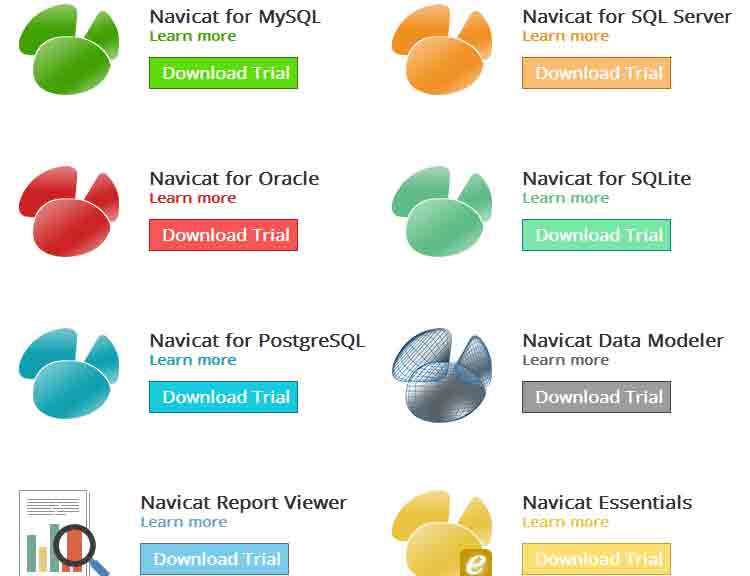 Navicat for MySQL
Learn more
Download Trial
Navicat for SQL Server
Learn more
Download Trial
Navicat for Oracle
Learn more
Download Trial
Navicat for SQLite
Learn more
Download Trial
Navicat for PostgreSQL
Learn more
Download Trial
Navicat Data Modeler
Learn more
Download Trial
Navicat Report Viewer
Learn more
Download Trial
Navicat Essentials
Learn more
Download Trial
e